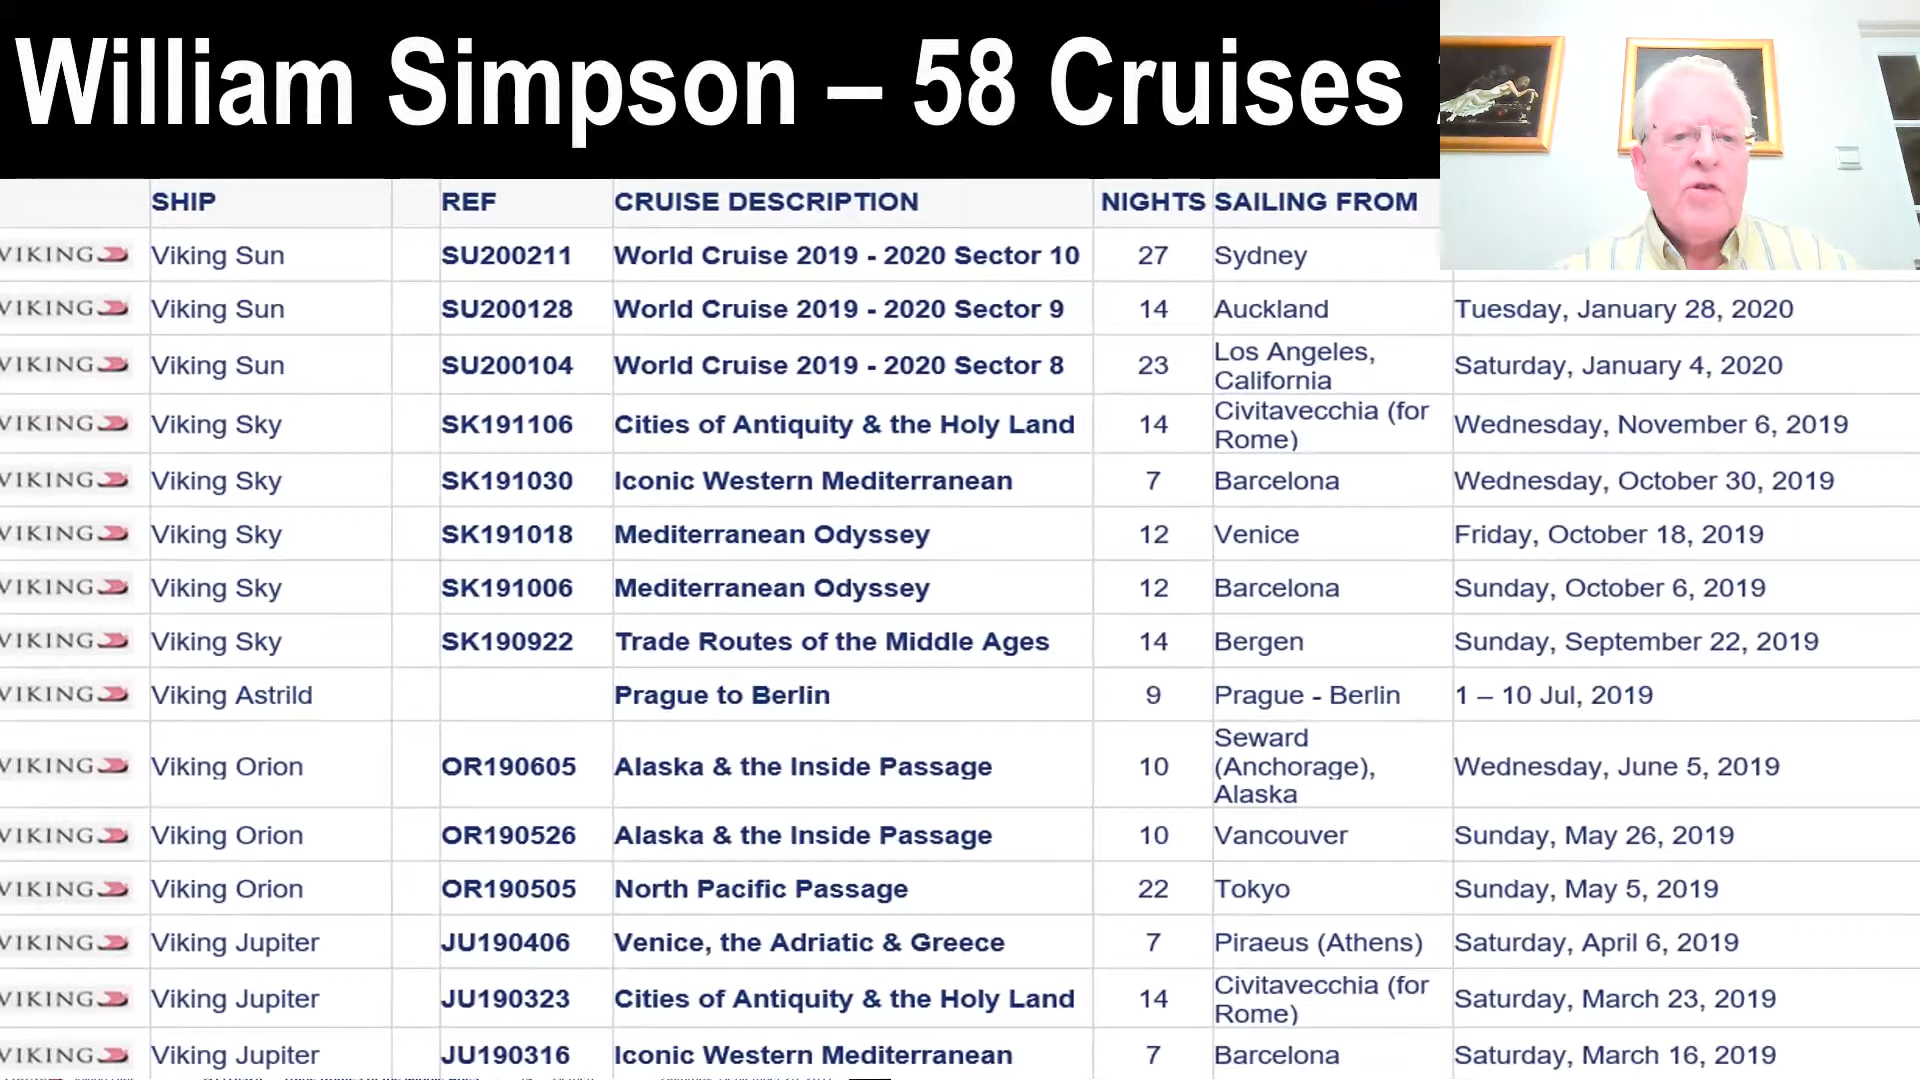 William Simpson – 58 Cruises
SHIP REF CRUISE DESCRIPTION NIGHTS SAILING FROM
VIKING Viking Sun SU200211 World Cruise 2019 - 2020 Sector 10 27 Sydney
VIKING Viking Sun SU200128 World Cruise 2019 - 2020 Sector 9 14 Auckland Tuesday, January 28, 2020
VIKING Viking Sun SU200104 World Cruise 2019 - 2020 Sector 8 23 Los Angeles, California Saturday, January 4, 2020
VIKING Viking Sky SK191106 Cities of Antiquity & the Holy Land 14 Civitavecchia (for Rome) Wednesday, November 6, 2019
VIKING Viking Sky SK191030 Iconic Western Mediterranean 7 Barcelona Wednesday, October 30, 2019
VIKING Viking Sky SK191018 Mediterranean Odyssey 12 Venice Friday, October 18, 2019
VIKING Viking Sky SK191006 Mediterranean Odyssey 12 Barcelona Sunday, October 6, 2019
VIKING Viking Sky SK190922 Trade Routes of the Middle Ages 14 Bergen Sunday, September 22, 2019
VIKING Viking Astrild Prague to Berlin 9 Prague - Berlin 1 – 10 Jul, 2019
VIKING Viking Orion OR190605 Alaska & the Inside Passage 10 Seward (Anchorage), Alaska Wednesday, June 5, 2019
VIKING Viking Orion OR190526 Alaska & the Inside Passage 10 Vancouver Sunday, May 26, 2019
VIKING Viking Orion OR190505 North Pacific Passage 22 Tokyo Sunday, May 5, 2019
VIKING Viking Jupiter JU190406 Venice, the Adriatic & Greece 7 Piraeus (Athens) Saturday, April 6, 2019
VIKING Viking Jupiter JU190323 Cities of Antiquity & the Holy Land 14 Civitavecchia (for Rome) Saturday, March 23, 2019
VIKING Viking Jupiter JU190316 Iconic Western Mediterranean 7 Barcelona Saturday, March 16, 2019